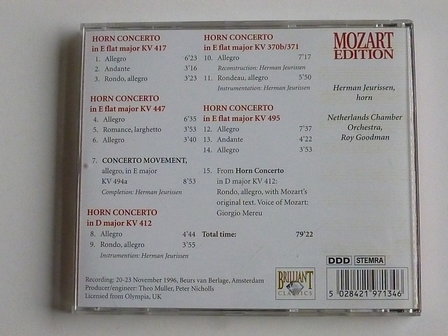 HORN CONCERTO
in E flat major KV 417
1. Allegro 6'23
2. Andante 3'16
3. Rondo, allegro 3'23
HORN CONCERTO
in E flat major KV 447
4. Allegro 6'35
5. Romance, larghetto 3'53
6. Allegro 3'40
7. CONCERTO MOVEMENT,
allegro, in E major
KV 494a 8'53
Completion: Herman Jeurissen
HORN CONCERTO
in D major KV 412
8. Allegro 4'44
9. Rondo, allegro 3'55
Instrumention: Herman Jeurissen
HORN CONCERTO
in E flat major KV 370b/371
10. Allegro 7'17
Reconstruction: Herman Jeurissen
11. Rondeau, allegro 5'50
Instrumentation: Herman Jeurissen
HORN CONCERTO
in E flat major KV 495
12. Allegro 7'37
13. Andante 4'22
14. Allegro 3'53
15. From Horn Concerto
in D major KV 412:
Rondo, allegro, with Mozart's
original text. Voice of Mozart:
Giorgio Mereu
Total time: 79'22
MOZART
EDITION
Herman Jeurissen,
horn
Netherlands Chamber
Orchestra,
Roy Goodman
Recording: 20-23 November 1996, Beurs van Berlage, Amsterdam
Producer/engineer: Theo Muller, Peter Nicholls
Licensed from Olympia, UK
BRILLIANT
CLASSICS
DDD STEMRA
5 028421 971346